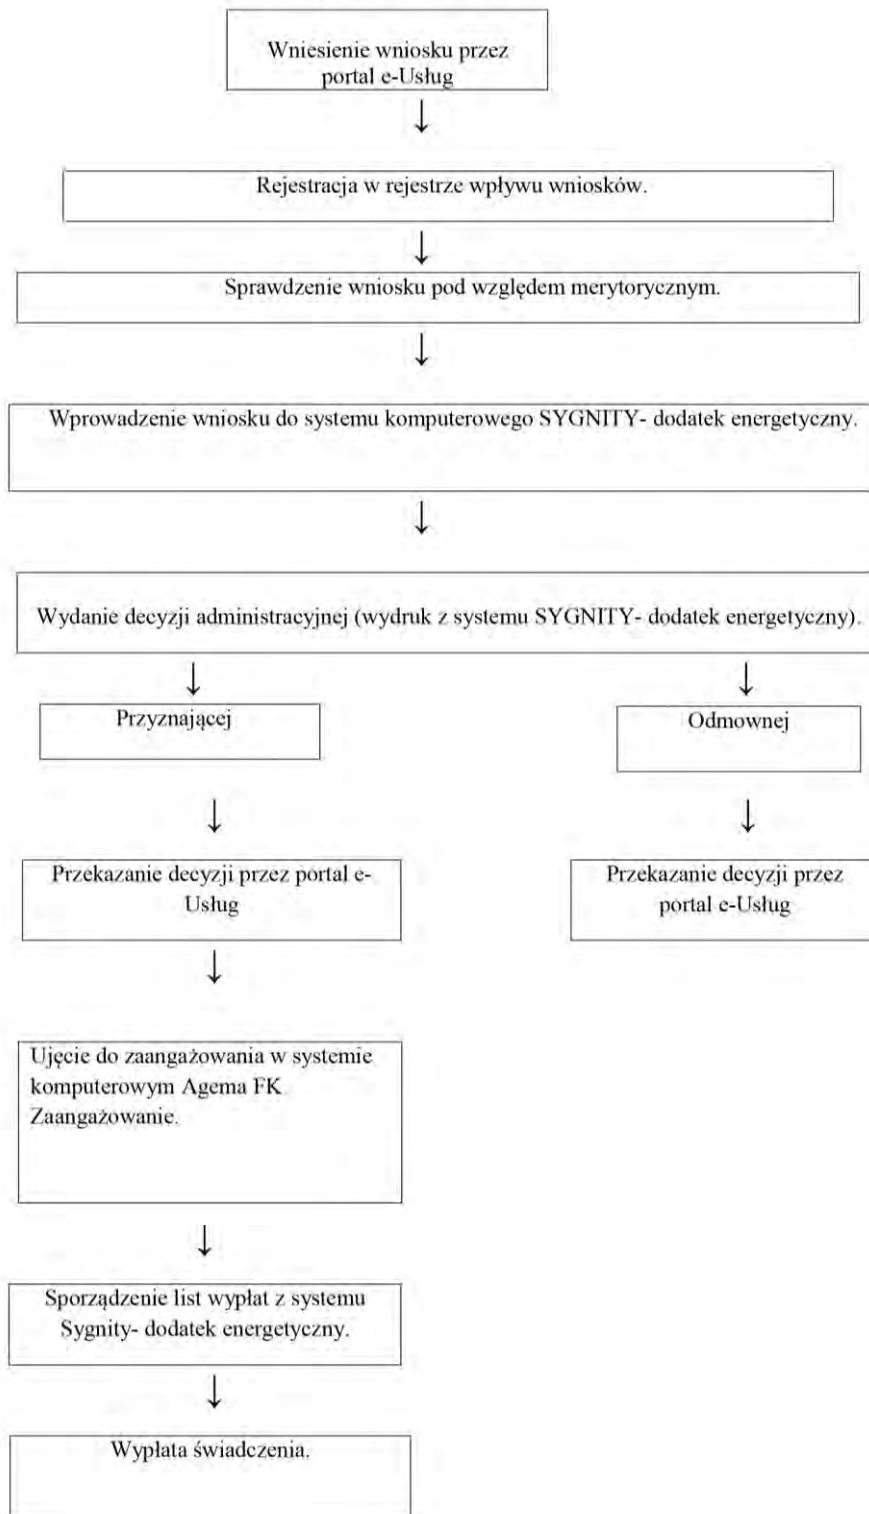 Wniesienie wniosku przez
portal e-Usług
↓
Rejestracja w rejestrze wpływu wniosków.
↓
Sprawdzenie wniosku pod względem merytorycznym.
↓
Wprowadzenie wniosku do systemu komputerowego SYGNITY- dodatek energetyczny.
↓
Wydanie decyzji administracyjnej (wydruk z systemu SYGNITY- dodatek energetyczny).
↓ ↓
Przyznającej
Odmownej
↓ ↓
Przekazanie decyzji przez portal e-
Usług
Przekazanie decyzji przez
portal e-Usług
↓
Ujęcie do zaangażowania w systemie
komputerowym Agema FK
Zaangażowanie.
↓
Sporządzenie list wypłat z systemu
Sygnity- dodatek energetyczny.
↓
Wypłata świadczenia.